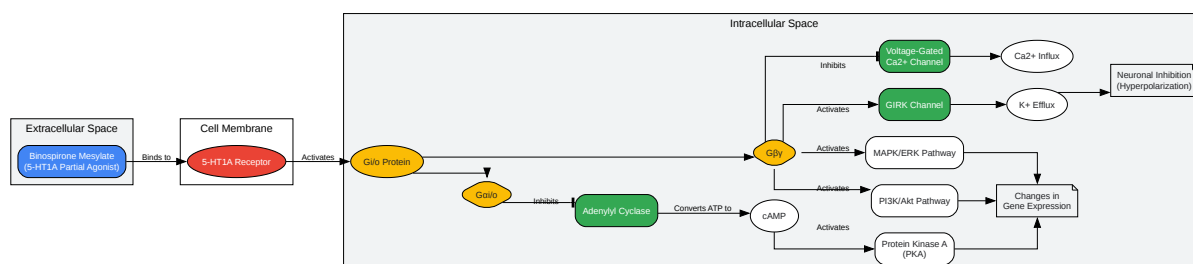 Intracellular Space
Voltage-Gated
Ca2+ Channel
Ca2+ Influx
Inhibits
Neuronal Inhibition
(Hyperpolarization)
GIRK Channel
K+ Efflux
Activates
Extracellular Space
Cell Membrane
Binospirone Mesylate
(5-HT1A Partial Agonist)
Binds to
5-HT1A Receptor
Activates
Gi/o Protein
Gβγ
Activates
MAPK/ERK Pathway
Gαi/o
Activates
PI3K/Akt Pathway
Changes in
Gene Expression
Inhibits
Adenylyl Cyclase
Converts ATP to
cAMP
Activates
Protein Kinase A
(PKA)